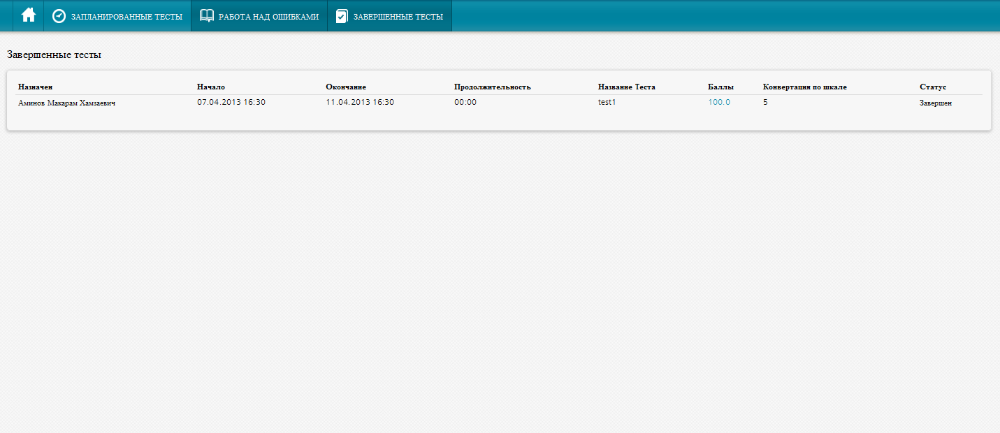 ЗАПЛАНИРОВАННЫЕ ТЕСТЫ РАБОТА НАД ОШИБКАМИ ЗАВЕРШЕННЫЕ ТЕСТЫ
Завершенные тесты
Назначен Начало Окончание Продолжительность Название Теста Баллы Конвертация по шкале Статус
Аминов Макарам Хамзаевич 07.04.2013 16:30 11.04.2013 16:30 00:00 test1 100.0 5 Завершен